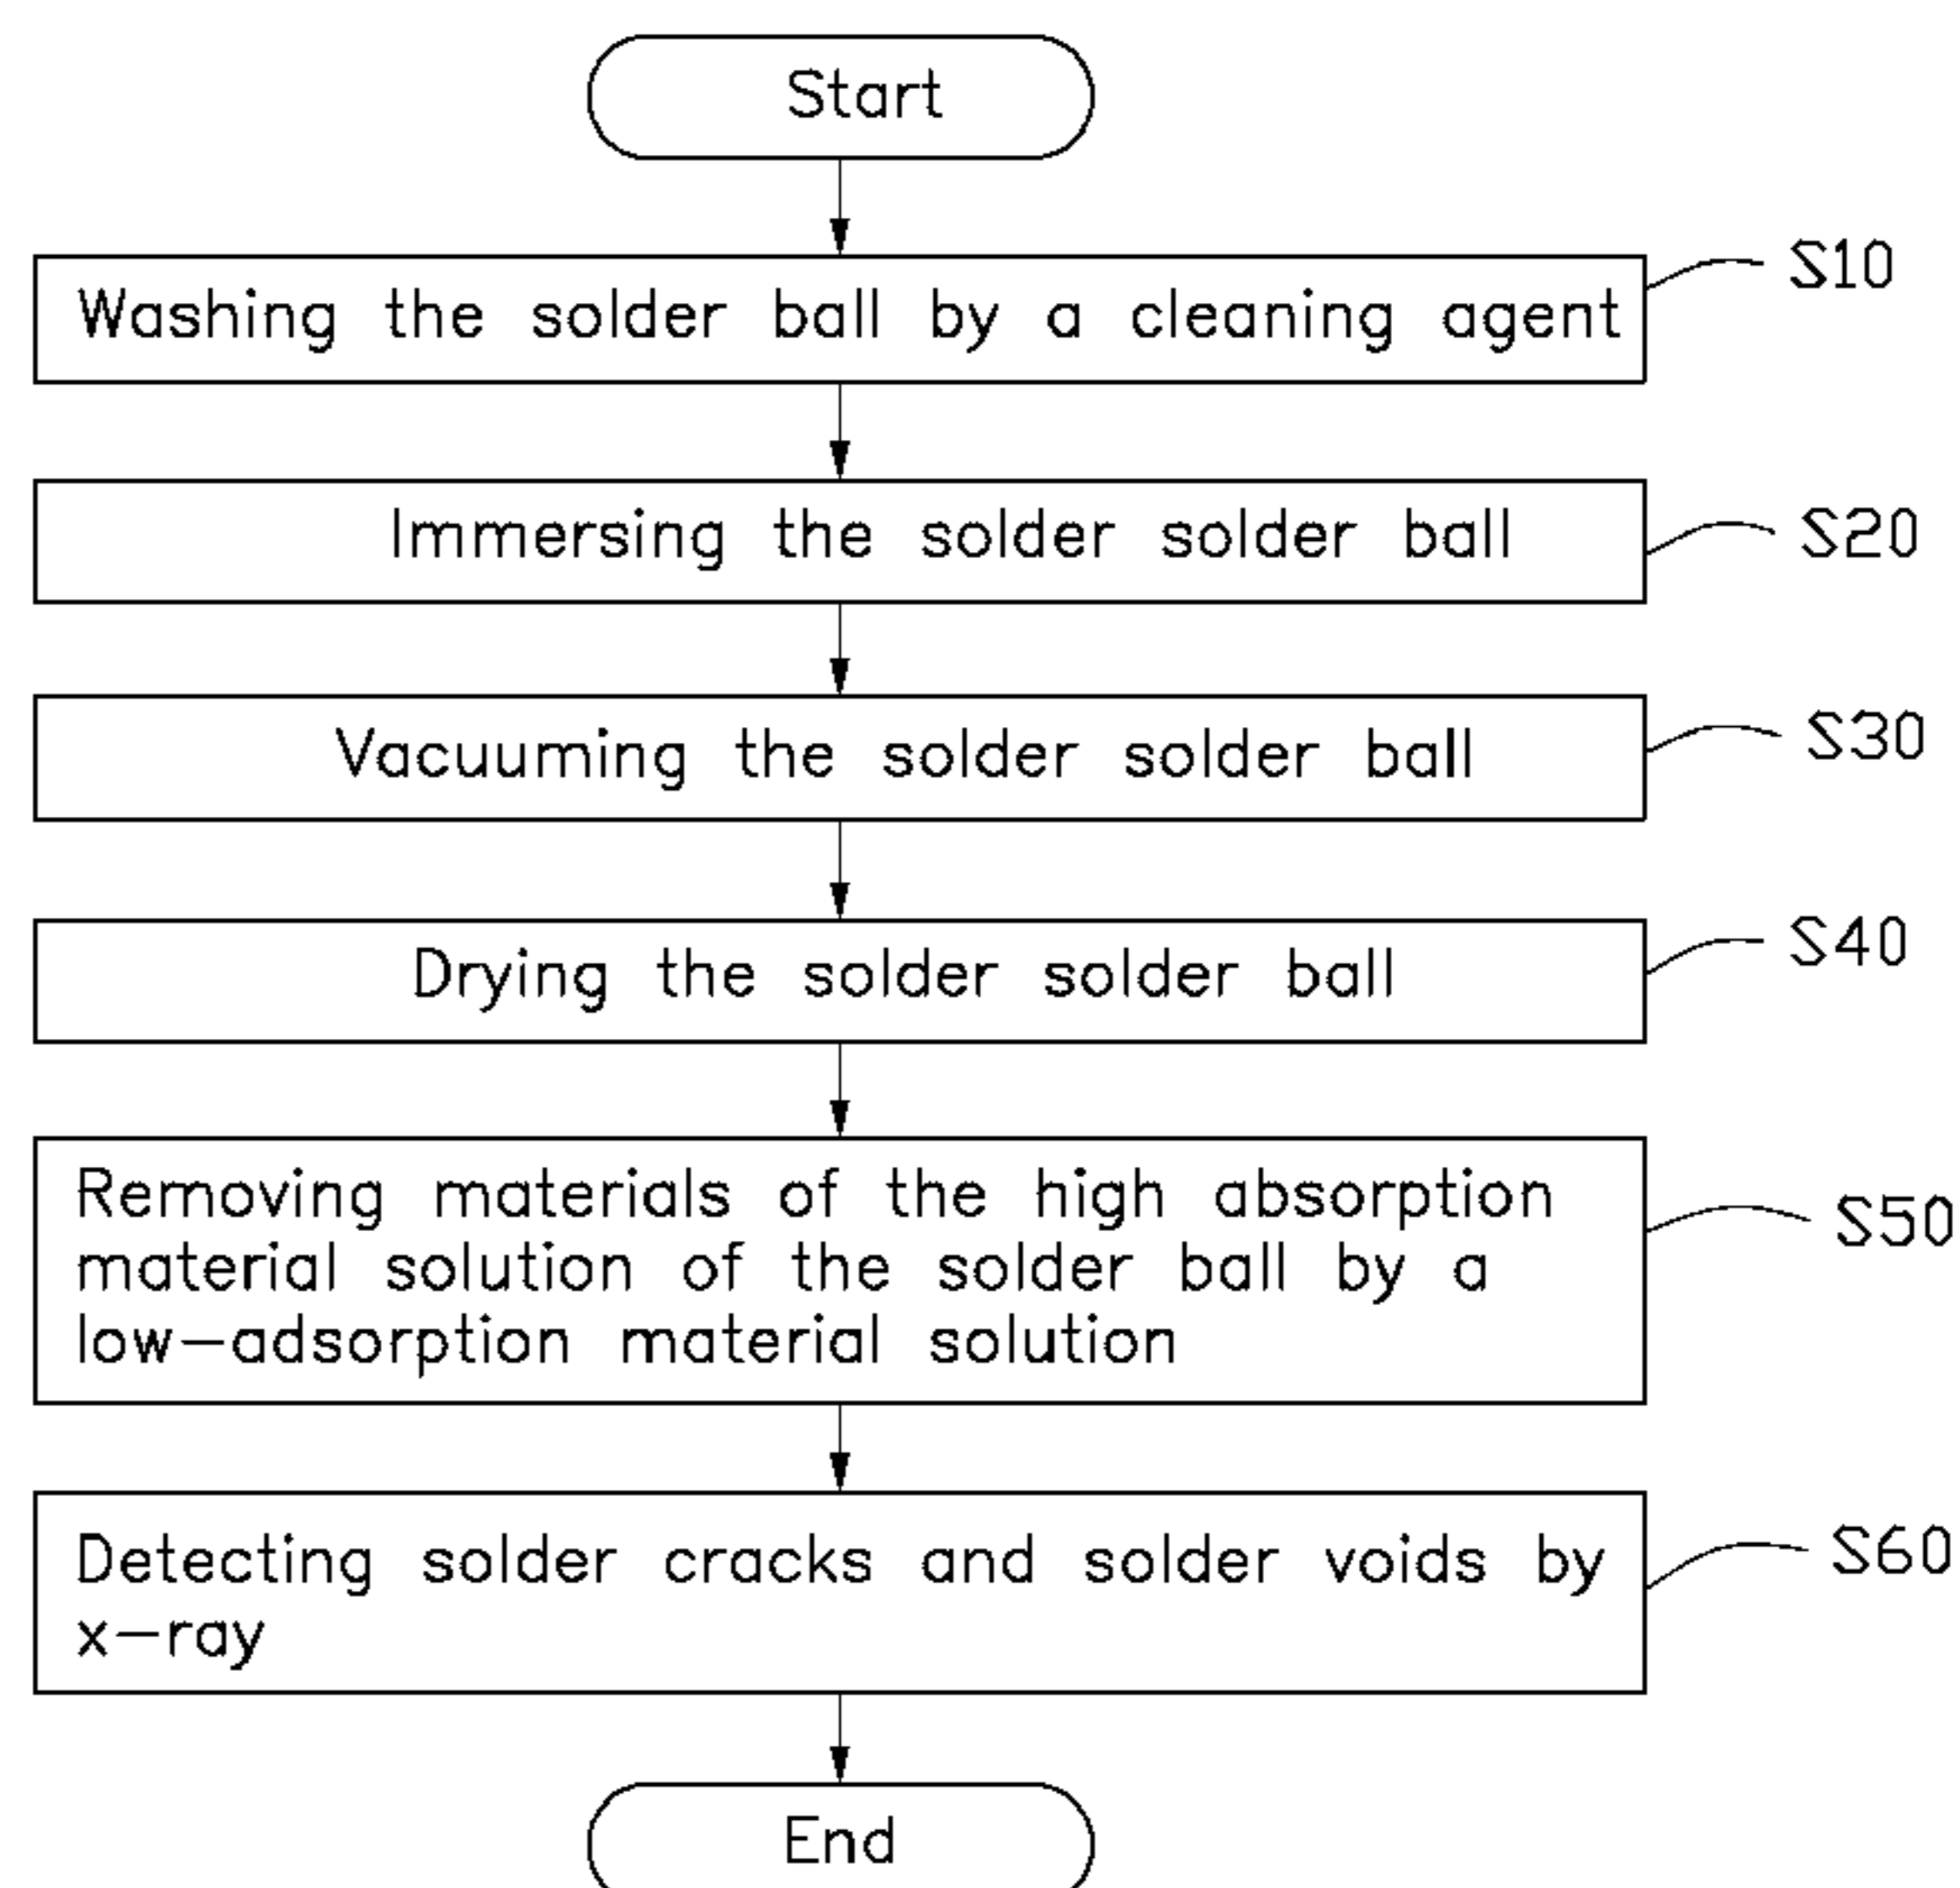 Start
Washing the solder ball by a cleaning agent
S10
Immersing the solder solder ball
S20
Vacuuming the solder solder ball
S30
Drying the solder solder ball
S40
Removing materials of the high absorption
material solution of the solder ball by a
low-adsorption material solution
S50
Detecting solder cracks and solder voids by
x-ray
S60
End